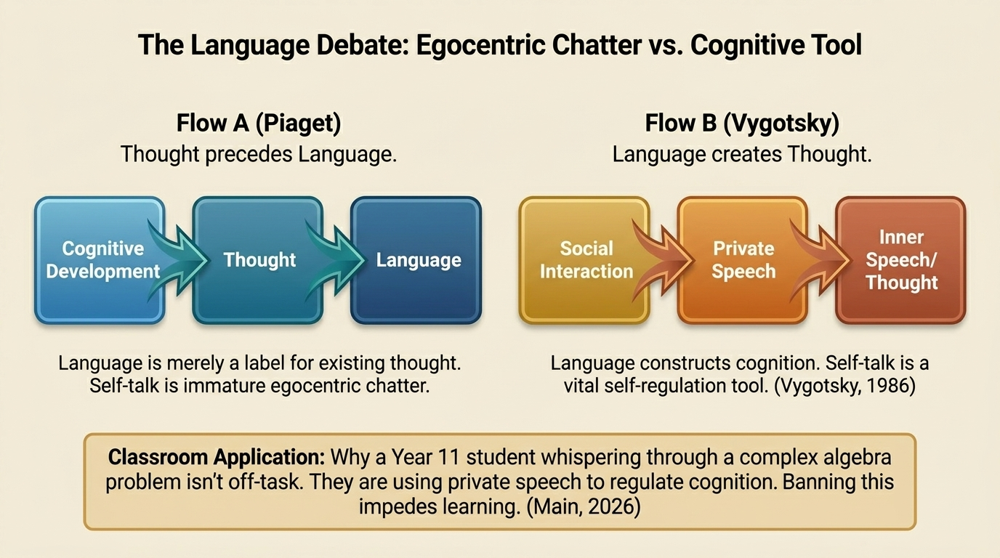 The Language Debate: Egocentric Chatter vs. Cognitive Tool
Flow A (Piaget)
Thought precedes Language.
Cognitive
Development
Thought
Language
Language is merely a label for existing thought.
Self-talk is immature egocentric chatter.
Flow B (Vygotsky)
Language creates Thought.
Social
Interaction
Private
Speech
Inner
Speech/
Thought
Language constructs cognition. Self-talk is a
vital self-regulation tool. (Vygotsky, 1986)
Classroom Application: Why a Year 11 student whispering through a complex algebra
problem isn’t off-task. They are using private speech to regulate cognition. Banning this
impedes learning. (Main, 2026)